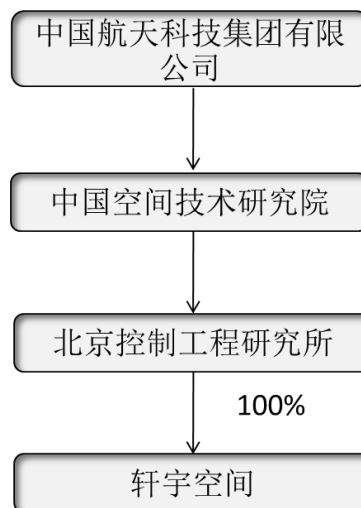 中国航天科技集团有限
公司
中国空间技术研究院
北京控制工程研究所
100%
轩宇空间